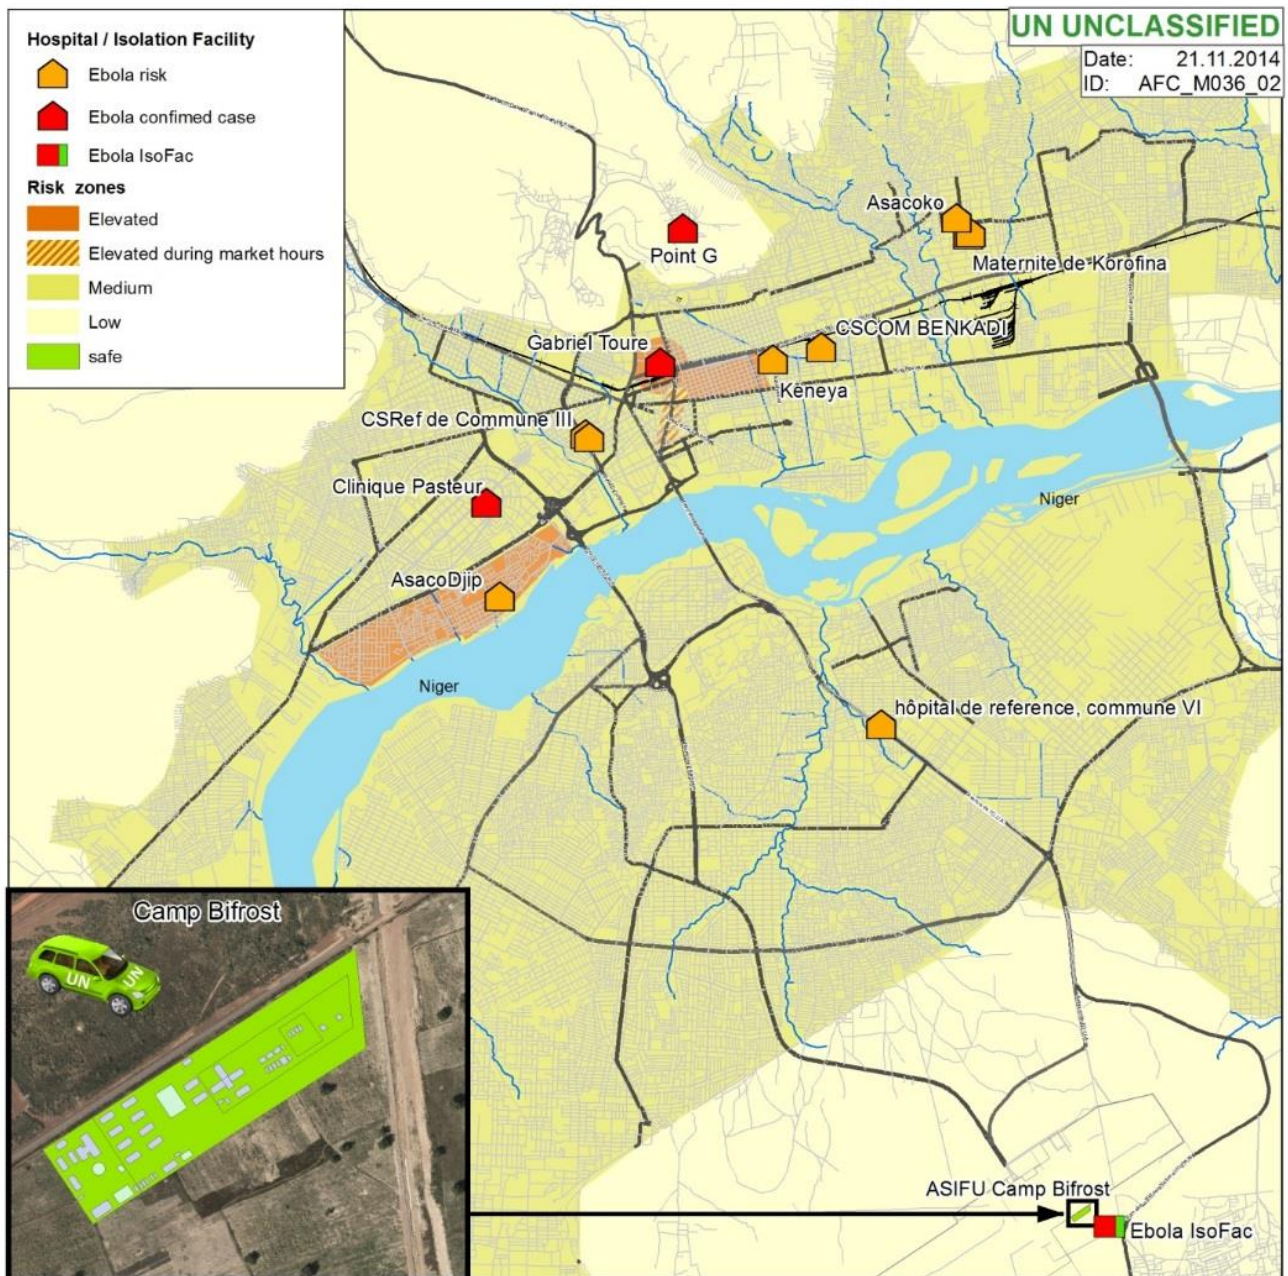 UN UNCLASSIFIED
Date: 21.11.2014
ID: AFC_M036_02
Hospital / Isolation Facility
Ebola risk
Ebola confimed case
Ebola IsoFac
Risk zones
Elevated
Elevated during market hours
Medium
Low
safe
Asacoko
Point G
Maternite de Korofina
CSCOM BENKADI
Gabriel Toure
Keneya
CSRef de Commune III
Clinique Pasteur
Niger
AsacoDjip
Niger
hôpital de reference, commune VI
Camp Bifrost
UN
UN
ASIFU Camp Bifrost
Ebola IsoFac